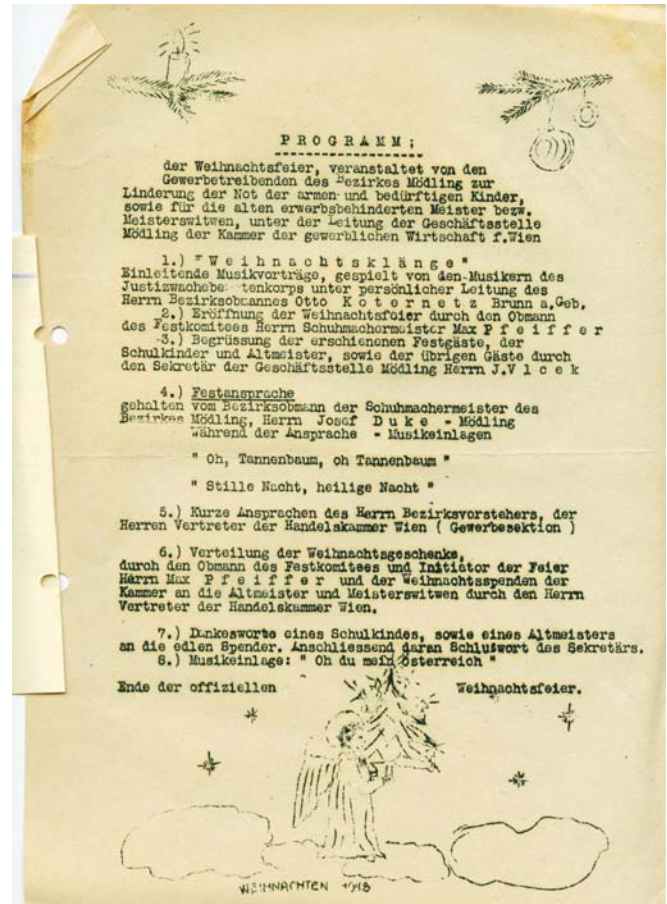 P R O G R A M M ;
der Weihnachtsfeier, veranstaltet von den
Gewerbetreibenden des Bezirkes Mödling zur
Linderung der Not der armen und bedürftigen Kinder,
sowie für die alten erwerbsbehinderten Meister bezw.
Meisterswitwen, unter der Leitung der Geschäftsstelle
Mödling der Kammer der gewerblichen Wirtschaft f.Wien
1.) "W e i h n a c h t s k l ä n g e"
Einleitende Musikvorträge, gespielt von den Musikern des
Justizwachebeamtenkorps unter persönlicher Leitung des
Herrn Bezirksobmannes Otto K o t e r n e t z Brunn a.Geb.
2.) Eröffnung der Weihnachtsfeier durch den Obmann
des Festkomitees Herrn Schuhmachermeister Max P f e i f f e r
-3.) Begrüssung der erschienenen Festgäste, der
Schulkinder und Altmeister, sowie der übrigen Gäste durch
den Sekretär der Geschäftsstelle Mödling Herrn J.V l c e k
4.) Festansprache
gehalten vom Bezirksobmann der Schuhmachermeister des
Bezirkes Mödling, Herrn Josef D u k e - Mödling
Während der Ansprache - Musikeinlagen
" Oh, Tannenbaum, oh Tannenbaum "
" Stille Nacht, heilige Nacht "
5.) Kurze Ansprachen des Herrn Bezirksvorstehers, der
Herren Vertreter der Handelskammer Wien ( Gewerbesektion )
6.) Verteilung der Weihnachtsgeschenke,
durch den Obmann des Festkomitees und Initiator der Feier
Herrn Max P f e i f f e r und der Weihnachtsspenden der
Kammer an die Altmeister und Meisterswitwen durch den Herrn
Vertreter der Handelskammer Wien.
7.) Dankesworte eines Schulkindes, sowie eines Altmeisters
an die edlen Spender. Anschliessend daran Schlußwort des Sekretärs.
8.) Musikeinlage: " Oh du mein Österreich "
Ende der offiziellen Weihnachtsfeier.
WEIHNACHTEN 1948